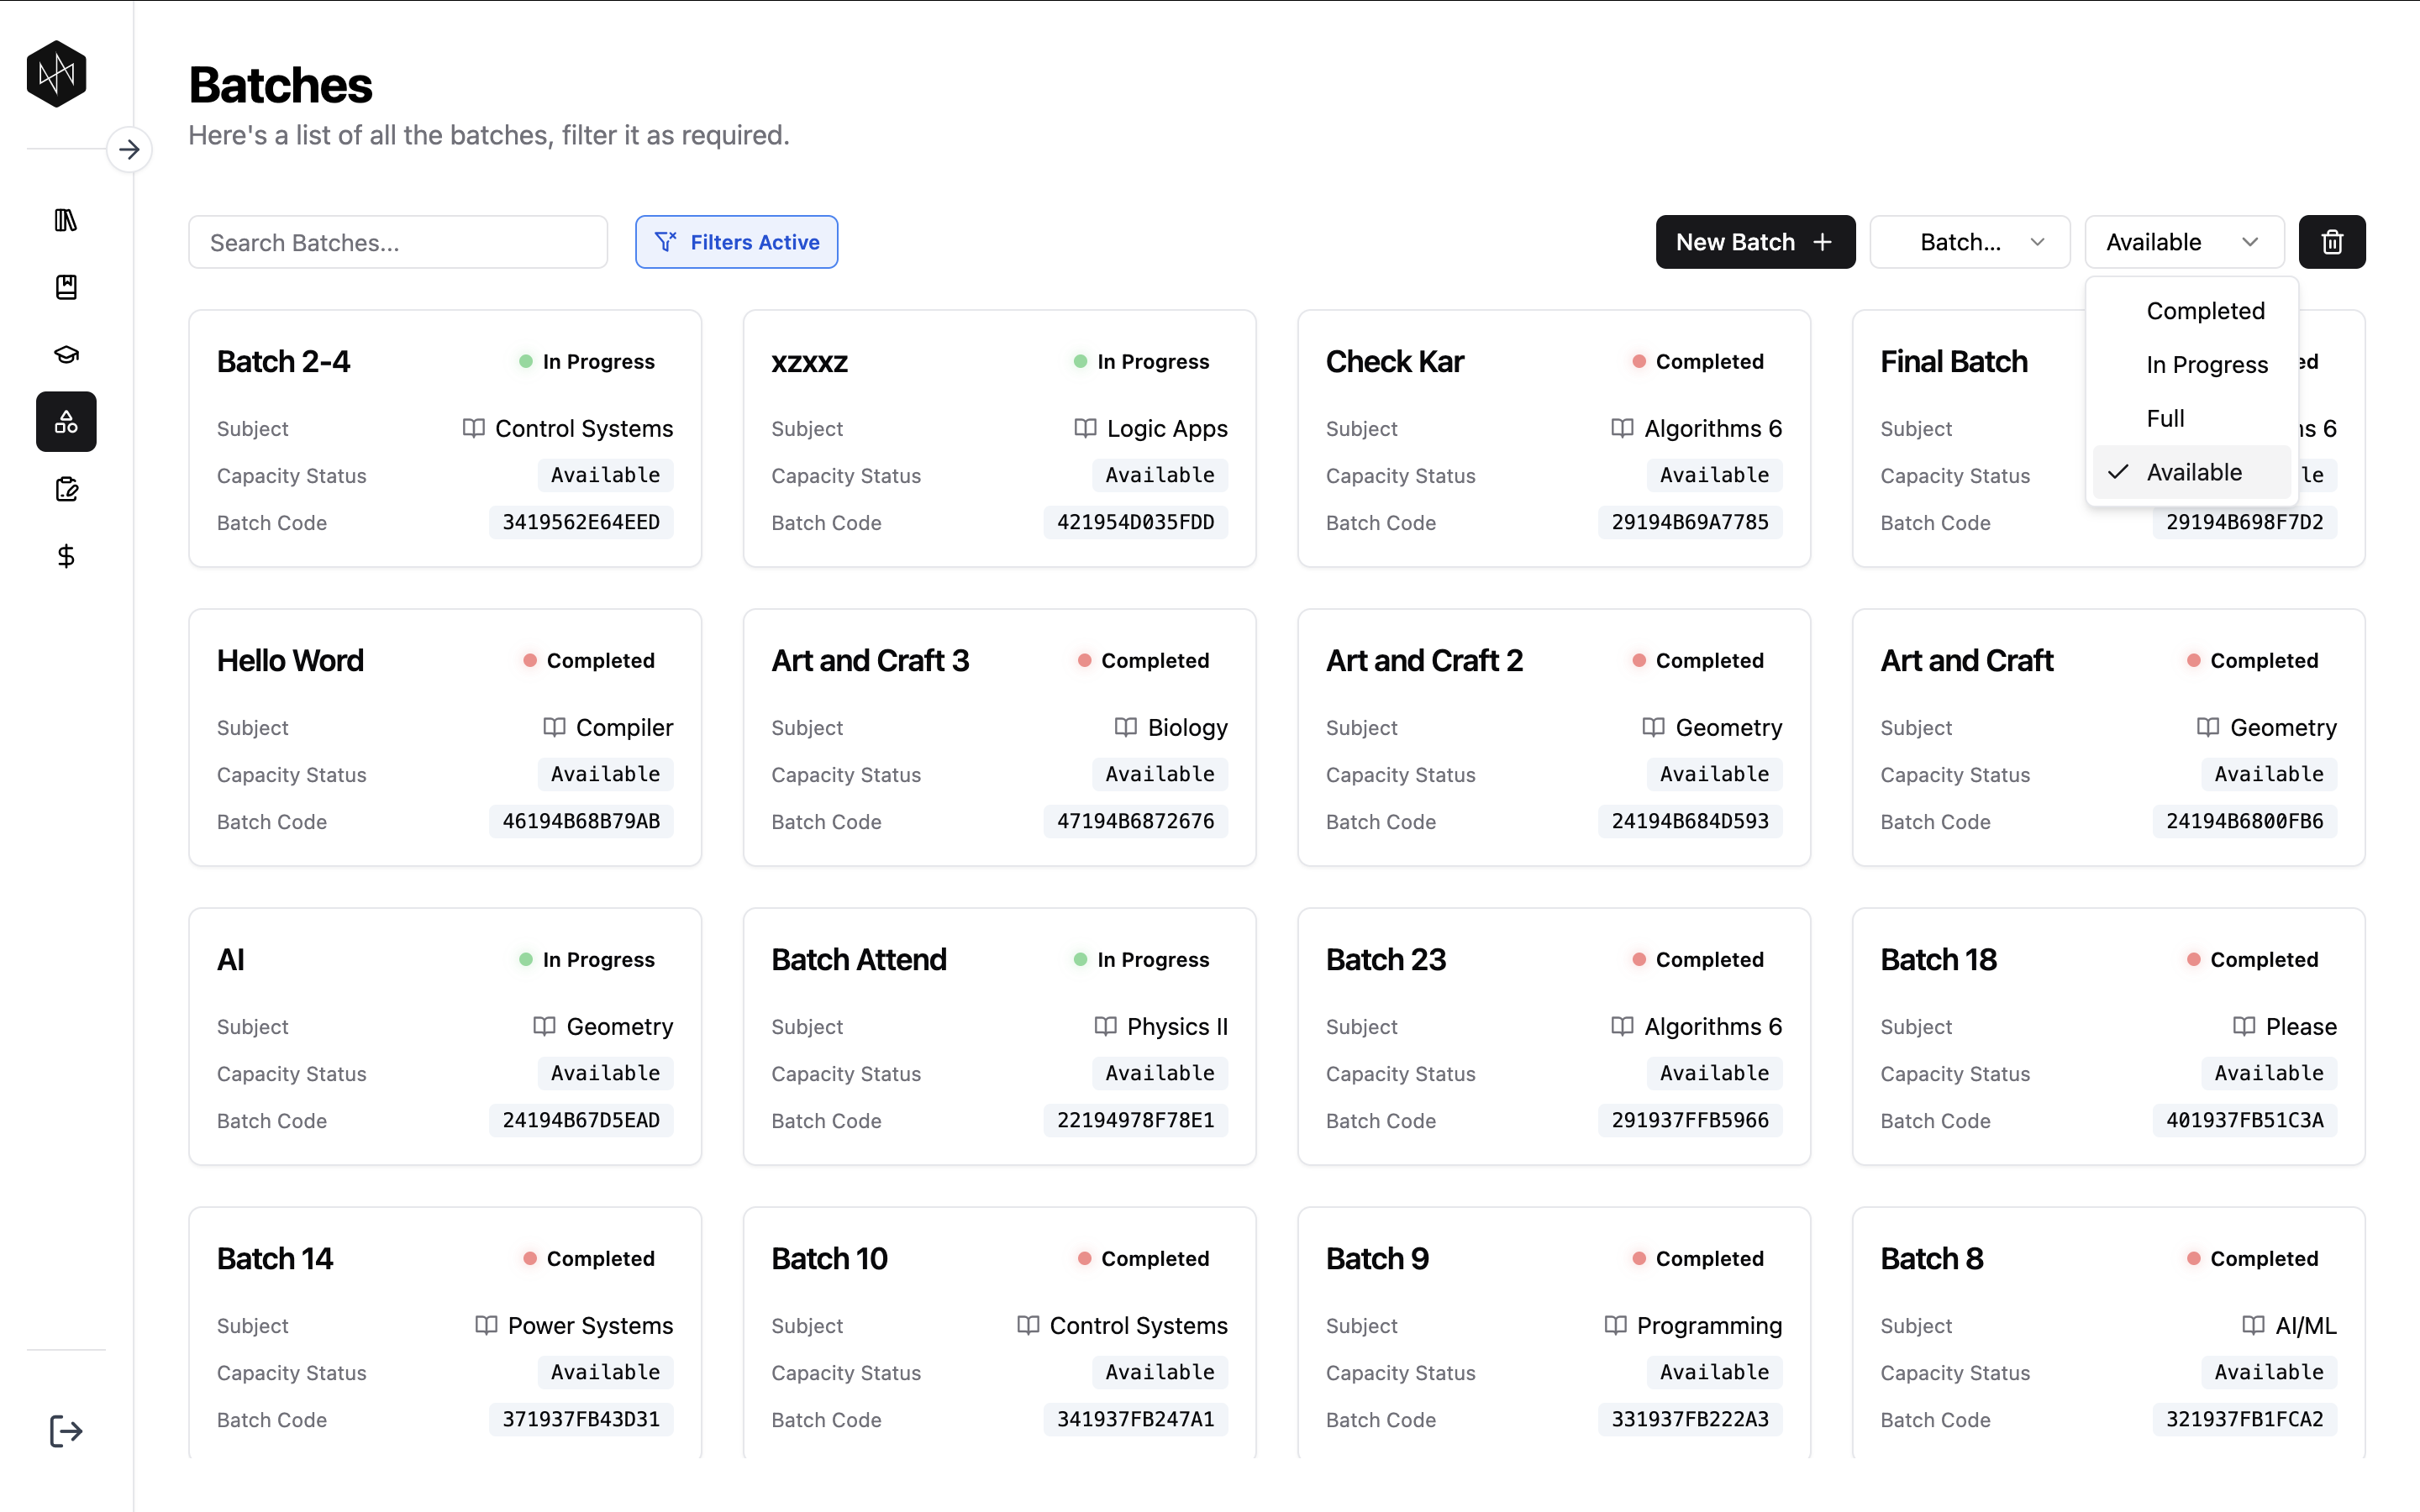 Batches
Here's a list of all the batches, filter it as required.
Search Batches...
Filters Active
New Batch
Batch...
Available
Completed
In Progress
Full
Available
Batch 2-4
In Progress
Subject
Control Systems
Capacity Status
Available
Batch Code
3419562E64EED
xzxxz
In Progress
Subject
Logic Apps
Capacity Status
Available
Batch Code
421954D035FDD
Check Kar
Completed
Subject
Algorithms 6
Capacity Status
Available
Batch Code
29194B69A7785
Final Batch
ed
Subject
ns 6
Capacity Status
le
Batch Code
29194B698F7D2
Hello Word
Completed
Subject
Compiler
Capacity Status
Available
Batch Code
46194B68B79AB
Art and Craft 3
Completed
Subject
Biology
Capacity Status
Available
Batch Code
47194B6872676
Art and Craft 2
Completed
Subject
Geometry
Capacity Status
Available
Batch Code
24194B684D593
Art and Craft
Completed
Subject
Geometry
Capacity Status
Available
Batch Code
24194B6800FB6
AI
In Progress
Subject
Geometry
Capacity Status
Available
Batch Code
24194B67D5EAD
Batch Attend
In Progress
Subject
Physics II
Capacity Status
Available
Batch Code
22194978F78E1
Batch 23
Completed
Subject
Algorithms 6
Capacity Status
Available
Batch Code
291937FFB5966
Batch 18
Completed
Subject
Please
Capacity Status
Available
Batch Code
401937FB51C3A
Batch 14
Completed
Subject
Power Systems
Capacity Status
Available
Batch Code
371937FB43D31
Batch 10
Completed
Subject
Control Systems
Capacity Status
Available
Batch Code
341937FB247A1
Batch 9
Completed
Subject
Programming
Capacity Status
Available
Batch Code
331937FB222A3
Batch 8
Completed
Subject
AI/ML
Capacity Status
Available
Batch Code
321937FB1FCA2